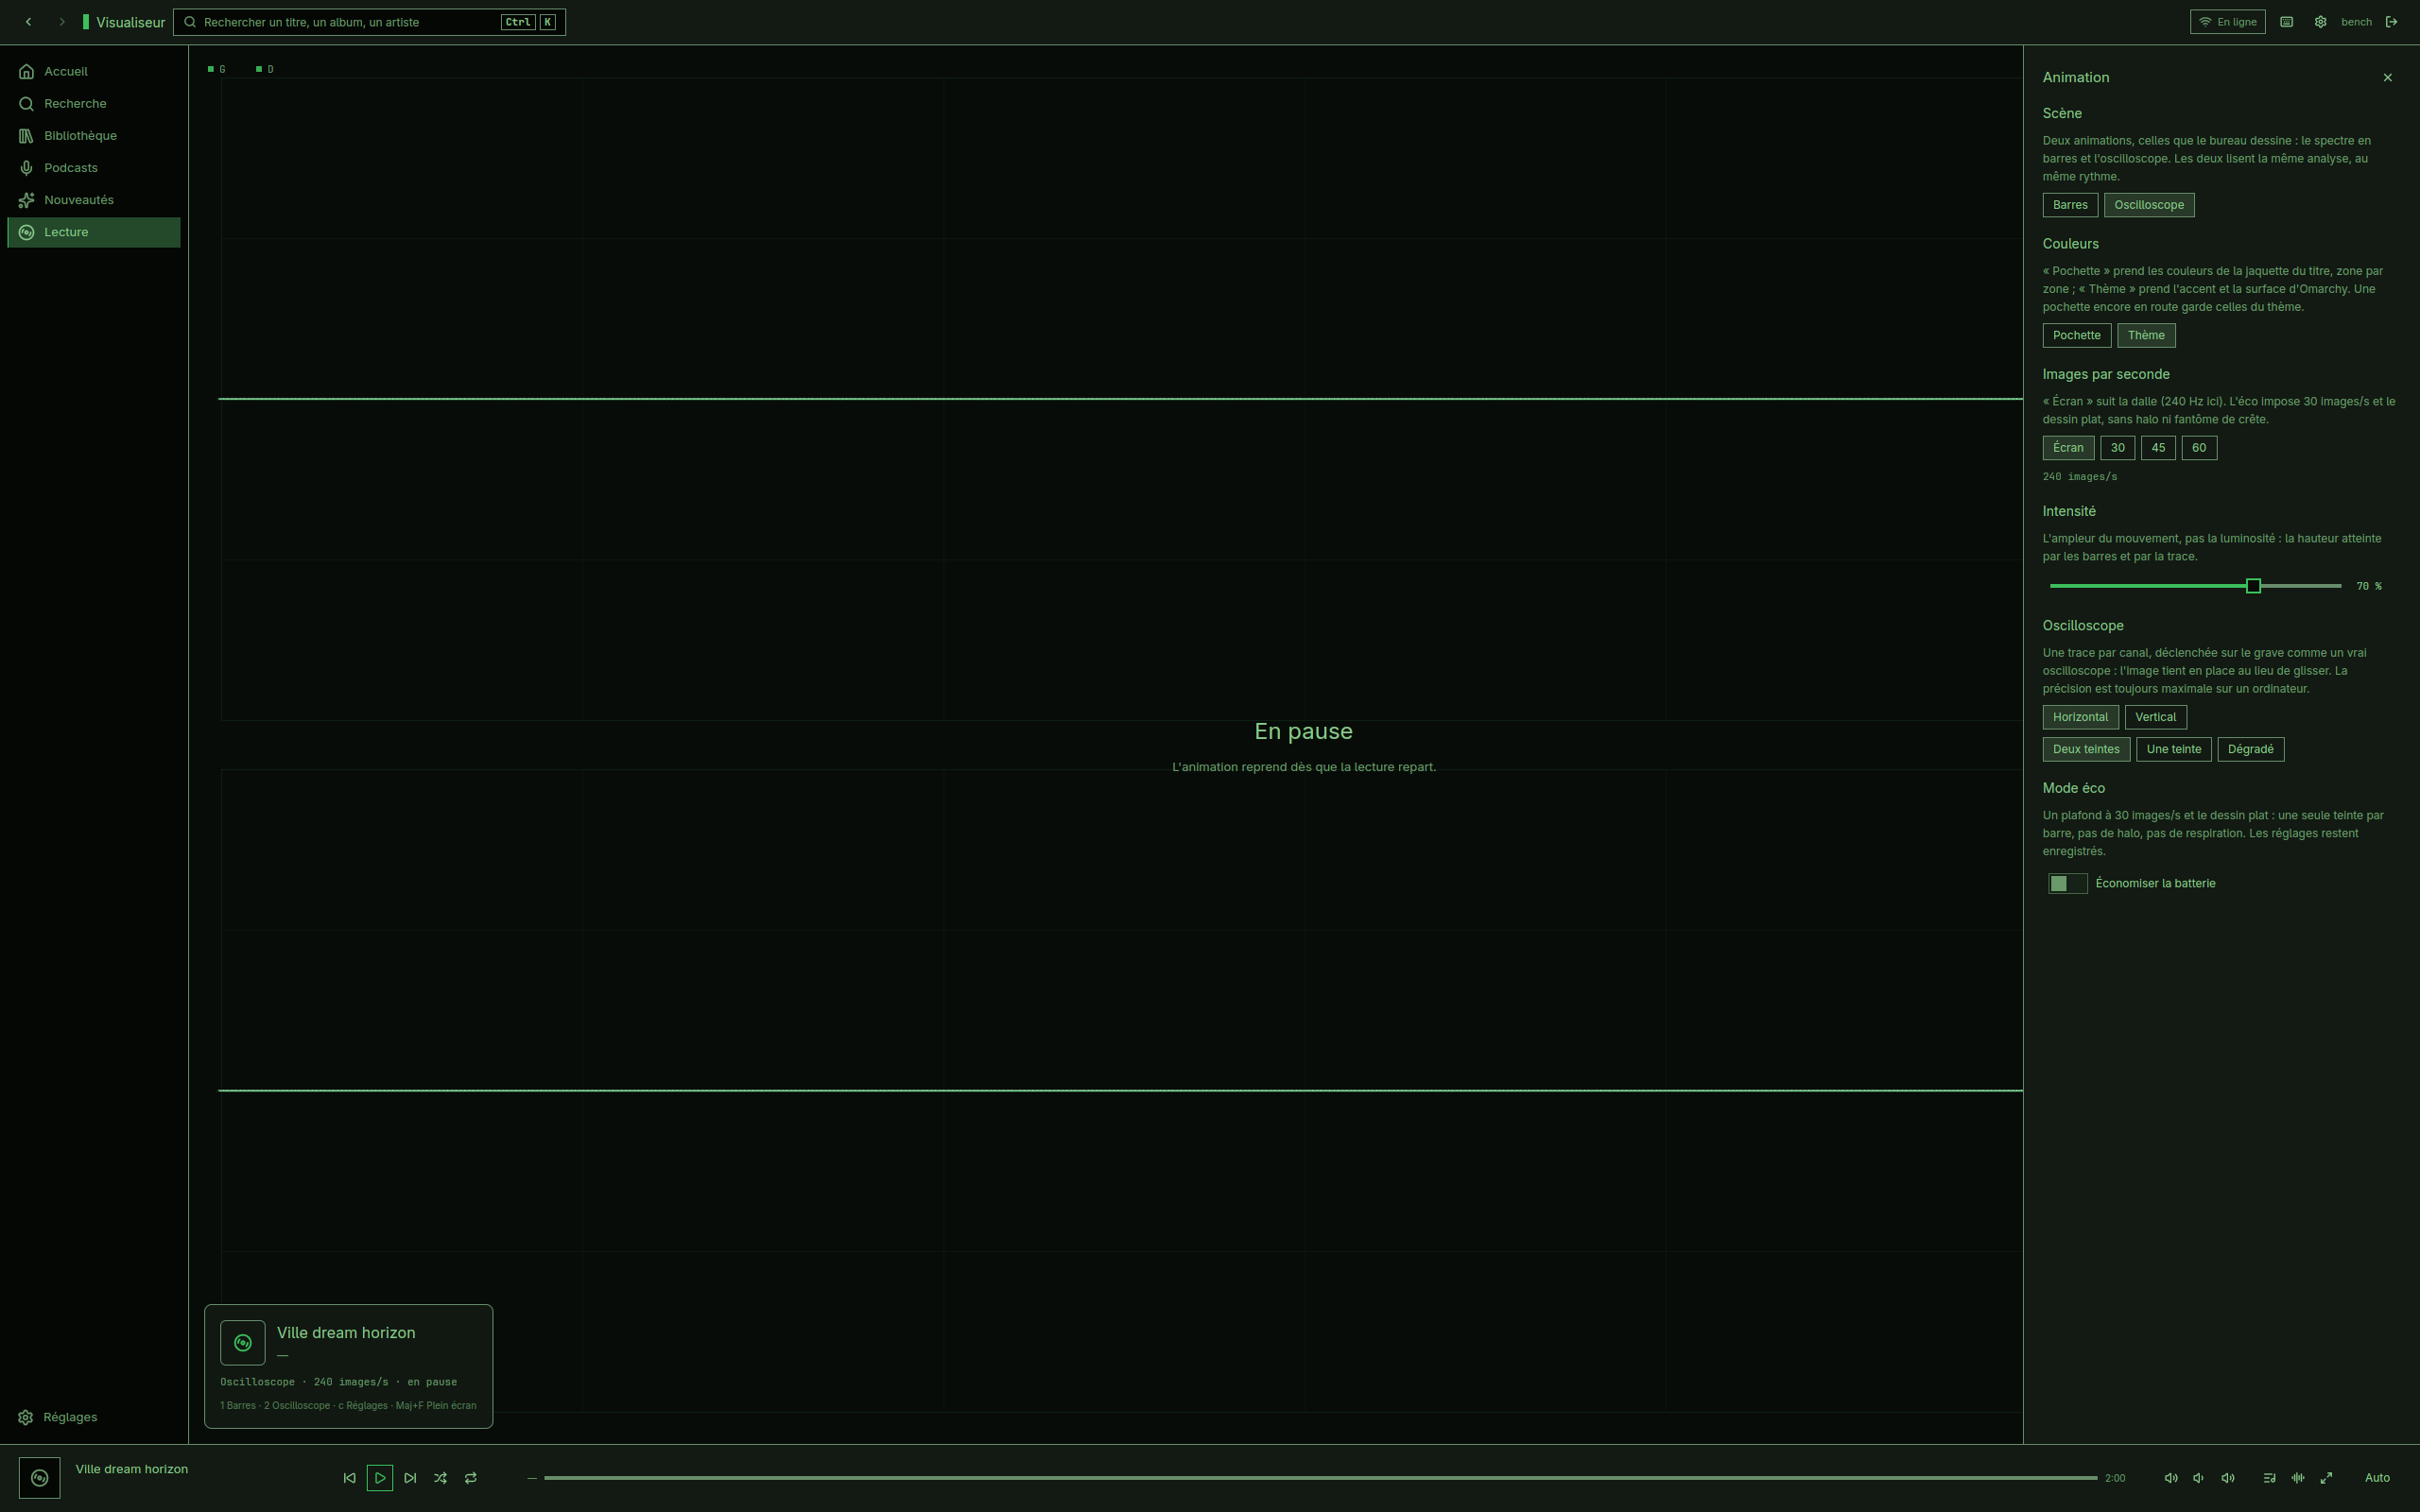 Visualiseur
Rechercher un titre, un album, un artiste
Ctrl K
En ligne
bench
Accueil
Recherche
Bibliothèque
Podcasts
Nouveautés
Lecture
Réglages
G D
En pause
L'animation reprend dès que la lecture repart.
Ville dream horizon
—
Oscilloscope · 240 images/s · en pause
1 Barres · 2 Oscilloscope · c Réglages · Maj+F Plein écran
Animation
Scène
Deux animations, celles que le bureau dessine : le spectre en
barres et l'oscilloscope. Les deux lisent la même analyse, au
même rythme.
Barres Oscilloscope
Couleurs
« Pochette » prend les couleurs de la jaquette du titre, zone par
zone ; « Thème » prend l'accent et la surface d'Omarchy. Une
pochette encore en route garde celles du thème.
Pochette Thème
Images par seconde
« Écran » suit la dalle (240 Hz ici). L'éco impose 30 images/s et le
dessin plat, sans halo ni fantôme de crête.
Écran 30 45 60
240 images/s
Intensité
L'ampleur du mouvement, pas la luminosité : la hauteur atteinte
par les barres et par la trace.
70 %
Oscilloscope
Une trace par canal, déclenchée sur le grave comme un vrai
oscilloscope : l'image tient en place au lieu de glisser. La
précision est toujours maximale sur un ordinateur.
Horizontal Vertical
Deux teintes Une teinte Dégradé
Mode éco
Un plafond à 30 images/s et le dessin plat : une seule teinte par
barre, pas de halo, pas de respiration. Les réglages restent
enregistrés.
Économiser la batterie
Ville dream horizon
—
2:00
Auto